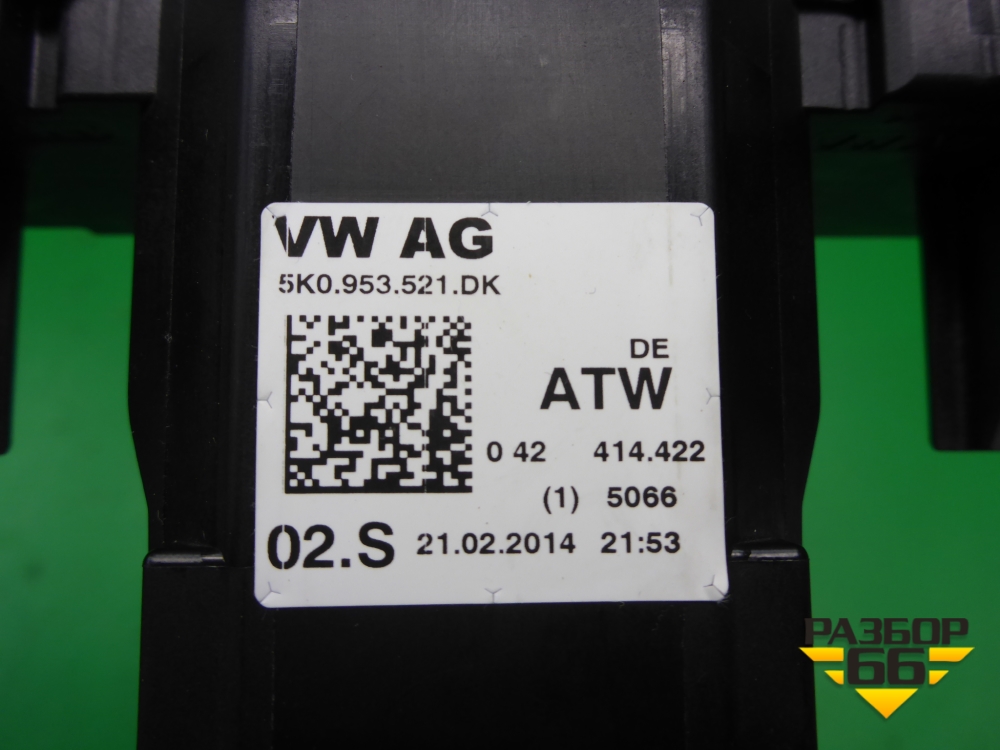 VW AG
5K0.953.521.DK
DE
ATW
0 42 414.422
(1) 5066
02.S 21.02.2014 21:53
РАЗБОР
66